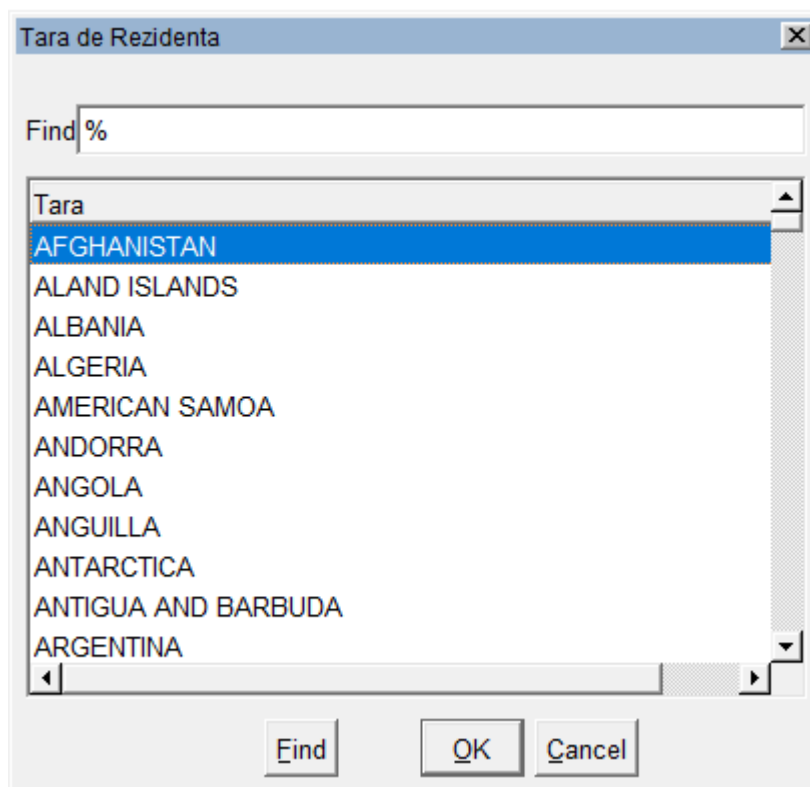 Tara de Rezidenta
Find %
Tara
AFGHANISTAN
ALAND ISLANDS
ALBANIA
ALGERIA
AMERICAN SAMOA
ANDORRA
ANGOLA
ANGUILLA
ANTARCTICA
ANTIGUA AND BARBUDA
ARGENTINA
Find OK Cancel